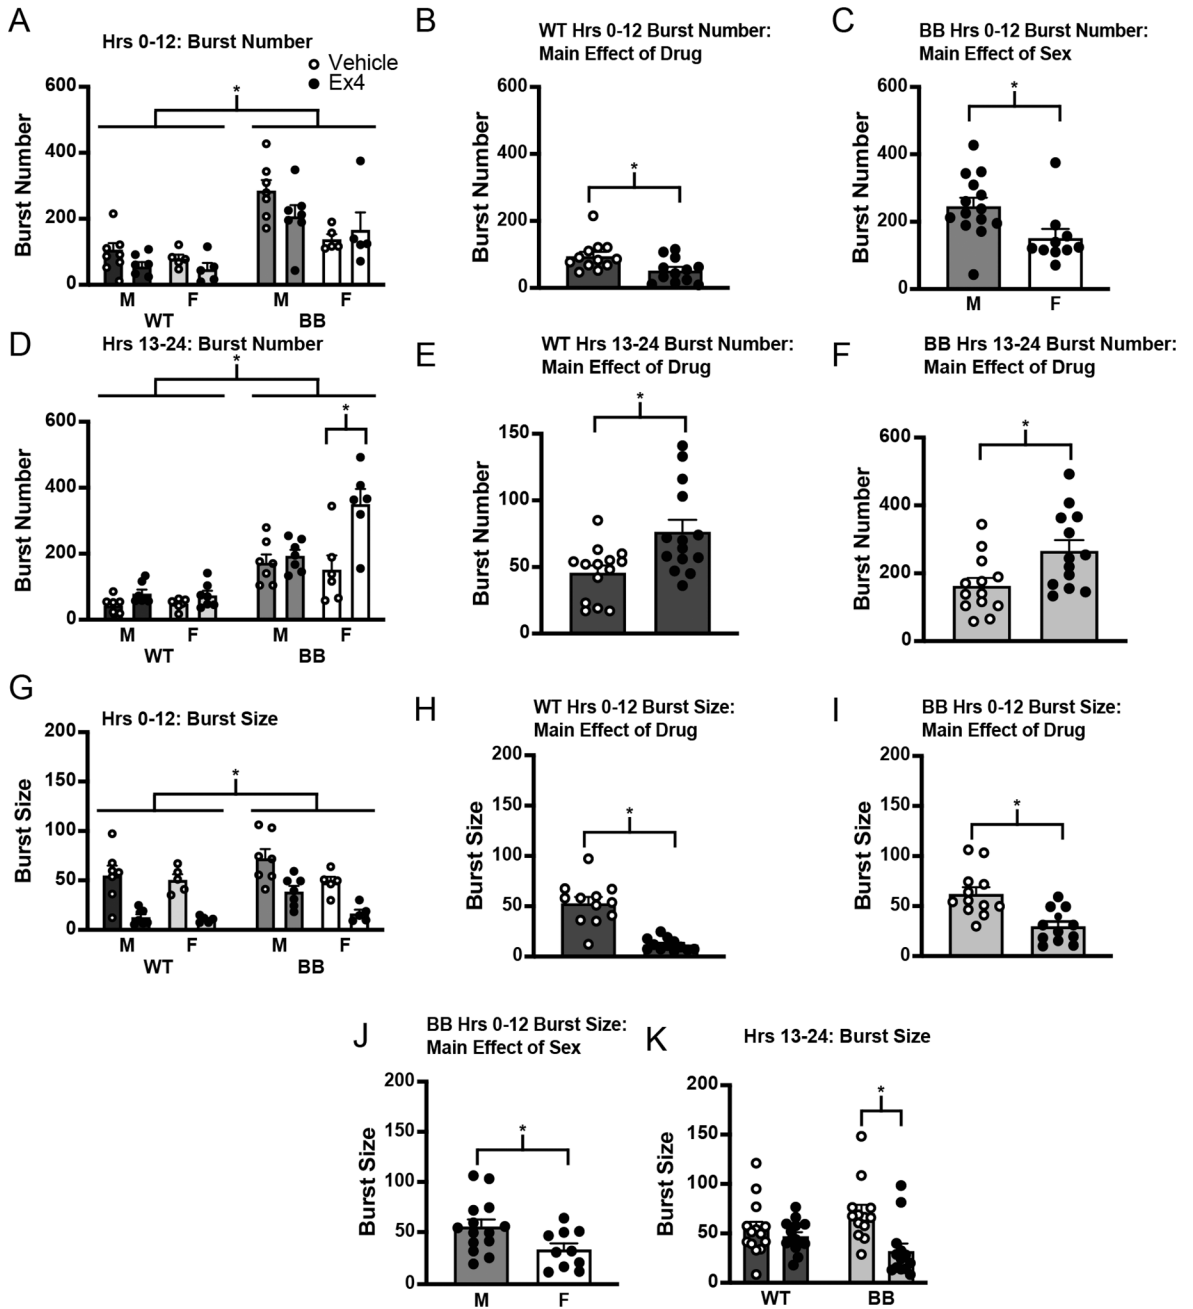 A
Hrs 0-12: Burst Number
Vehicle
Ex4
*
600
400
200
0
Burst Number
M
F
WT
M
F
BB
B
WT Hrs 0-12 Burst Number:
Main Effect of Drug
*
600
400
200
0
Burst Number
C
BB Hrs 0-12 Burst Number:
Main Effect of Sex
*
600
400
200
0
Burst Number
M
F
D
Hrs 13-24: Burst Number
*
*
600
400
200
0
Burst Number
M
F
WT
M
F
BB
E
WT Hrs 13-24 Burst Number:
Main Effect of Drug
*
150
100
50
0
Burst Number
F
BB Hrs 13-24 Burst Number:
Main Effect of Drug
*
600
400
200
0
Burst Number
G
Hrs 0-12: Burst Size
*
200
150
100
50
0
Burst Size
M
F
WT
M
F
BB
H
WT Hrs 0-12 Burst Size:
Main Effect of Drug
*
200
150
100
50
0
Burst Size
I
BB Hrs 0-12 Burst Size:
Main Effect of Drug
*
200
150
100
50
0
Burst Size
J
BB Hrs 0-12 Burst Size:
Main Effect of Sex
*
200
150
100
50
0
Burst Size
M
F
K
Hrs 13-24: Burst Size
*
200
150
100
50
0
Burst Size
WT
BB